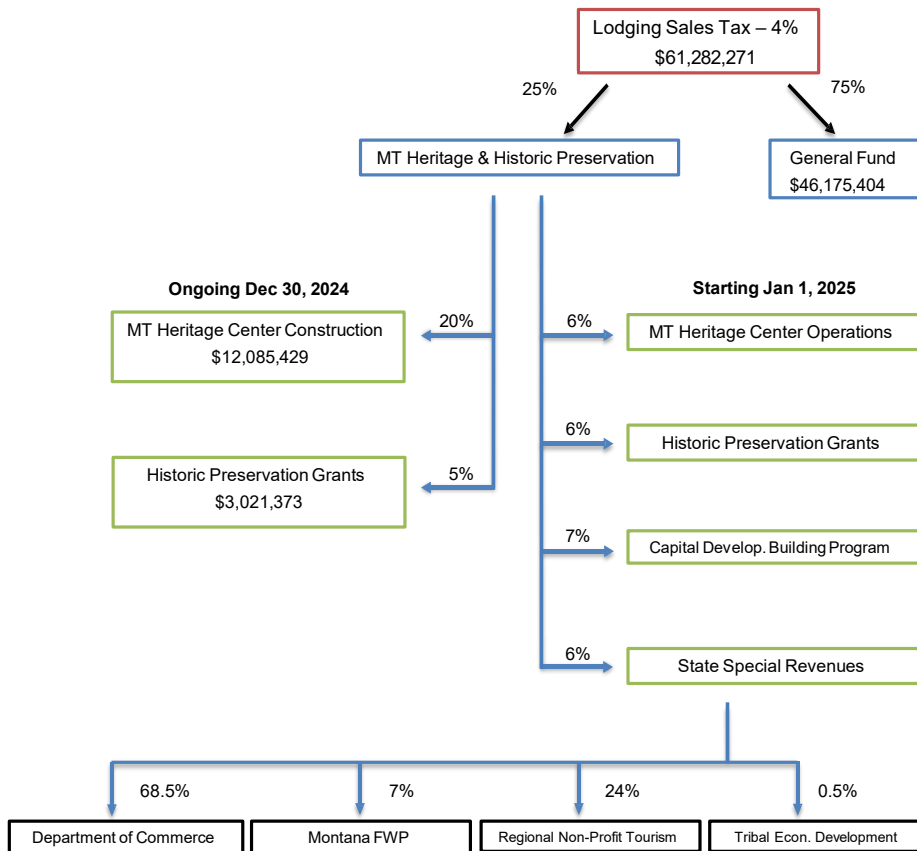 Lodging Sales Tax – 4%
$61,282,271
25%
75%
MT Heritage & Historic Preservation
General Fund
$46,175,404
Ongoing Dec 30, 2024
Starting Jan 1, 2025
MT Heritage Center Construction
$12,085,429
20%
6%
MT Heritage Center Operations
6%
Historic Preservation Grants
Historic Preservation Grants
$3,021,373
5%
7%
Capital Develop. Building Program
6%
State Special Revenues
68.5%
7%
24%
0.5%
Department of Commerce
Montana FWP
Regional Non-Profit Tourism
Tribal Econ. Development